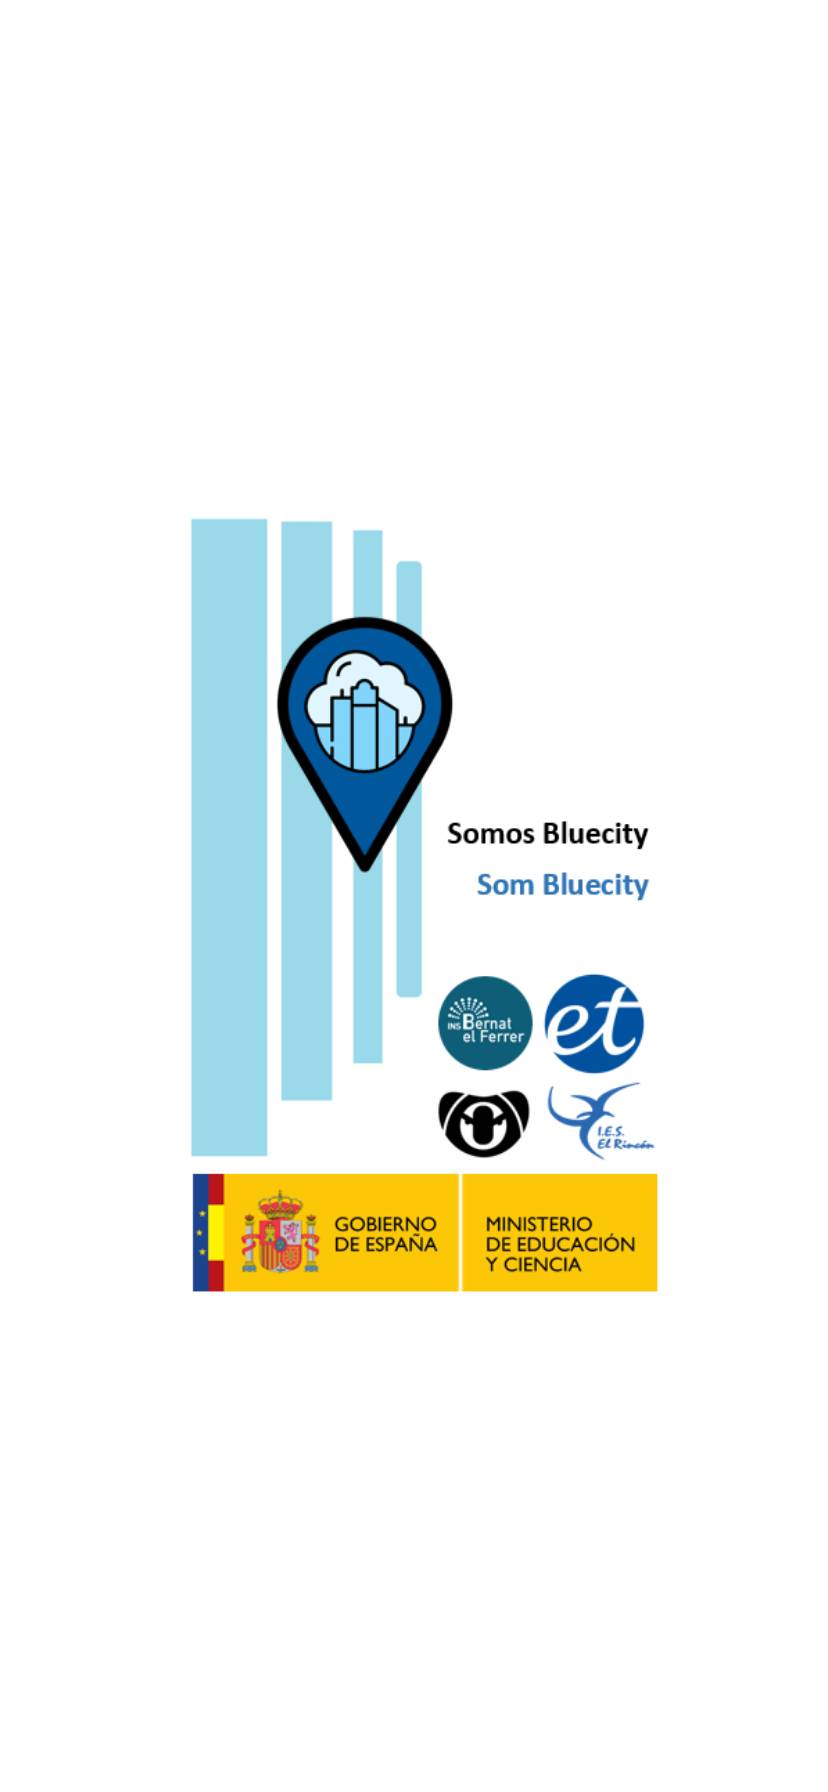 Somos Bluecity
Som Bluecity
INS Bernat
el Ferrer
et
I.E.S.
El Rincón
GOBIERNO
DE ESPAÑA
MINISTERIO
DE EDUCACIÓN
Y CIENCIA